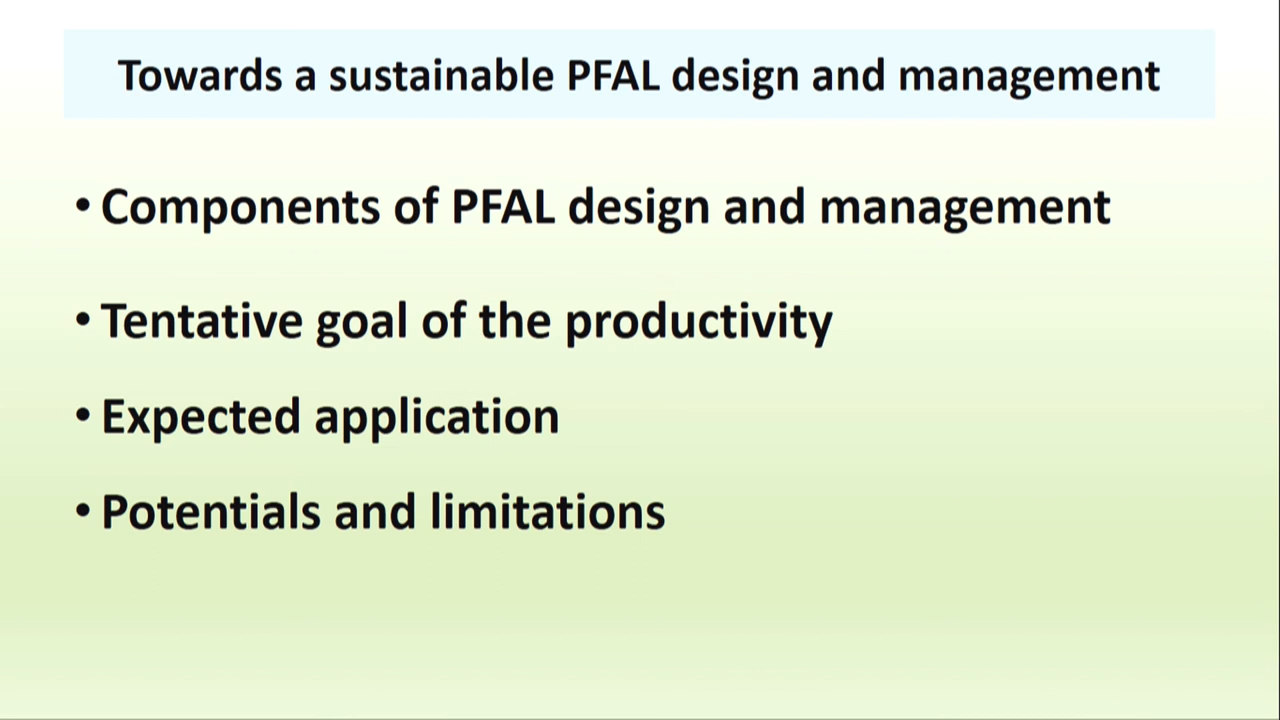 Towards a sustainable PFAL design and management
• Components of PFAL design and management
• Tentative goal of the productivity
• Expected application
• Potentials and limitations